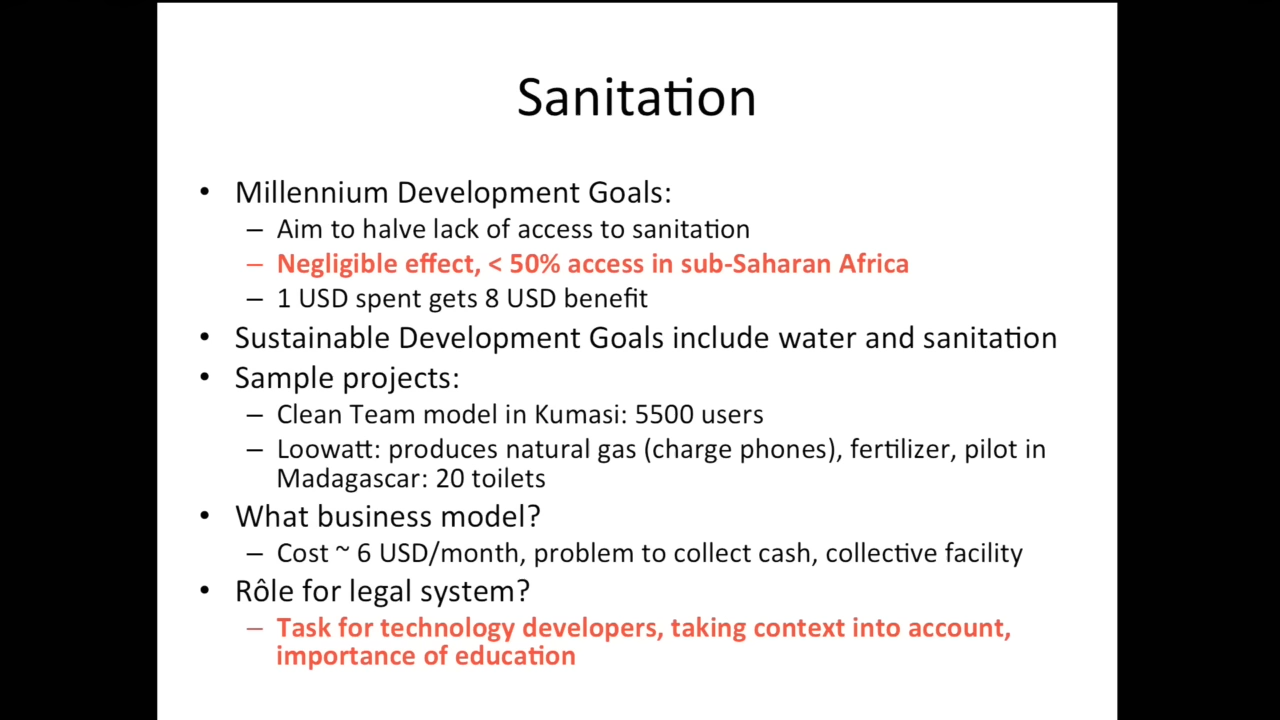 Sanitation
• Millennium Development Goals:
– Aim to halve lack of access to sanitation
– Negligible effect, < 50% access in sub-Saharan Africa
– 1 USD spent gets 8 USD benefit
• Sustainable Development Goals include water and sanitation
• Sample projects:
– Clean Team model in Kumasi: 5500 users
– Loowatt: produces natural gas (charge phones), fertilizer, pilot in
Madagascar: 20 toilets
• What business model?
– Cost ~ 6 USD/month, problem to collect cash, collective facility
• Rôle for legal system?
– Task for technology developers, taking context into account,
importance of education